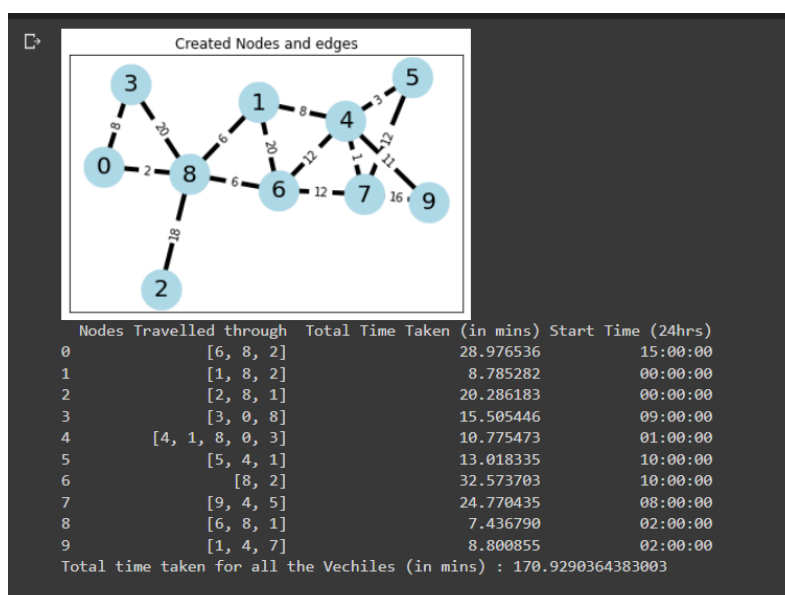 Created Nodes and edges
3
5
1
8
3
4
8
20
6
20
12
12
1
11
0
2
8
6
6
12
7
16
9
18
2
Nodes Travelled through Total Time Taken (in mins) Start Time (24hrs)
0 [6, 8, 2] 28.976536 15:00:00
1 [1, 8, 2] 8.785282 00:00:00
2 [2, 8, 1] 20.286183 00:00:00
3 [3, 0, 8] 15.505446 09:00:00
4 [4, 1, 8, 0, 3] 10.775473 01:00:00
5 [5, 4, 1] 13.018335 10:00:00
6 [8, 2] 32.573703 10:00:00
7 [9, 4, 5] 24.770435 08:00:00
8 [6, 8, 1] 7.436790 02:00:00
9 [1, 4, 7] 8.800855 02:00:00
Total time taken for all the Vechiles (in mins) : 170.9290364383003